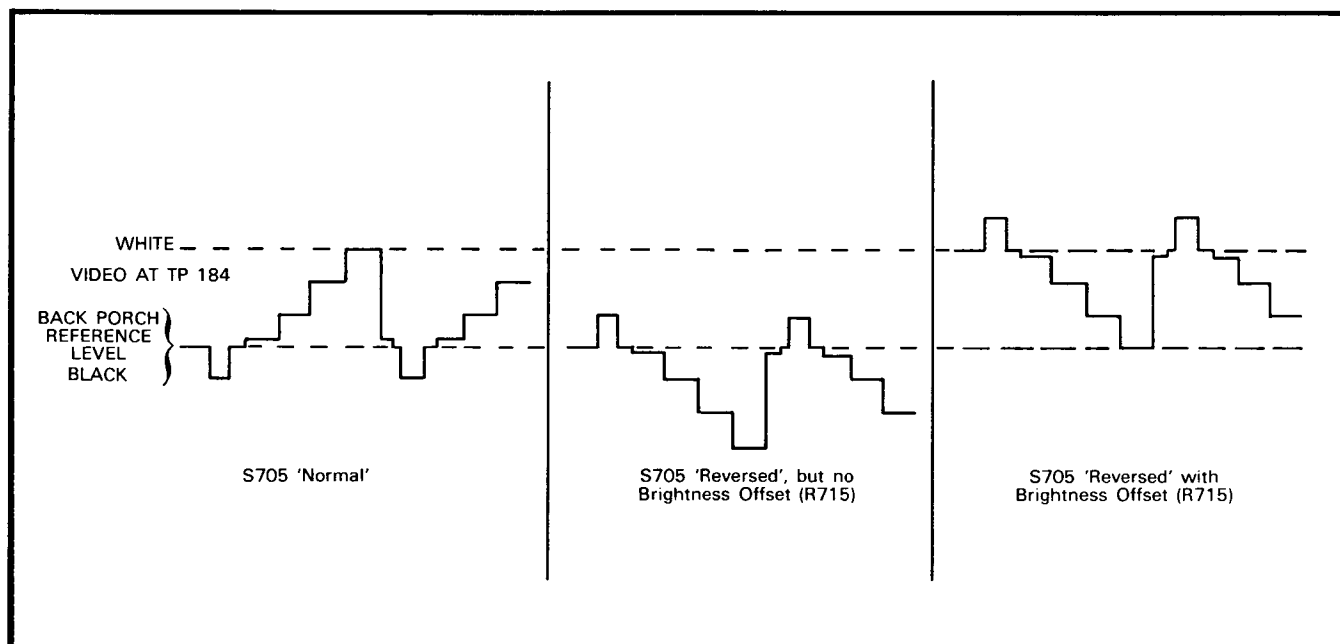 WHITE
VIDEO AT TP 184
BACK PORCH
REFERENCE
LEVEL
BLACK
S705 'Normal'
S705 'Reversed', but no
Brightness Offset (R715)
S705 'Reversed' with
Brightness Offset (R715)